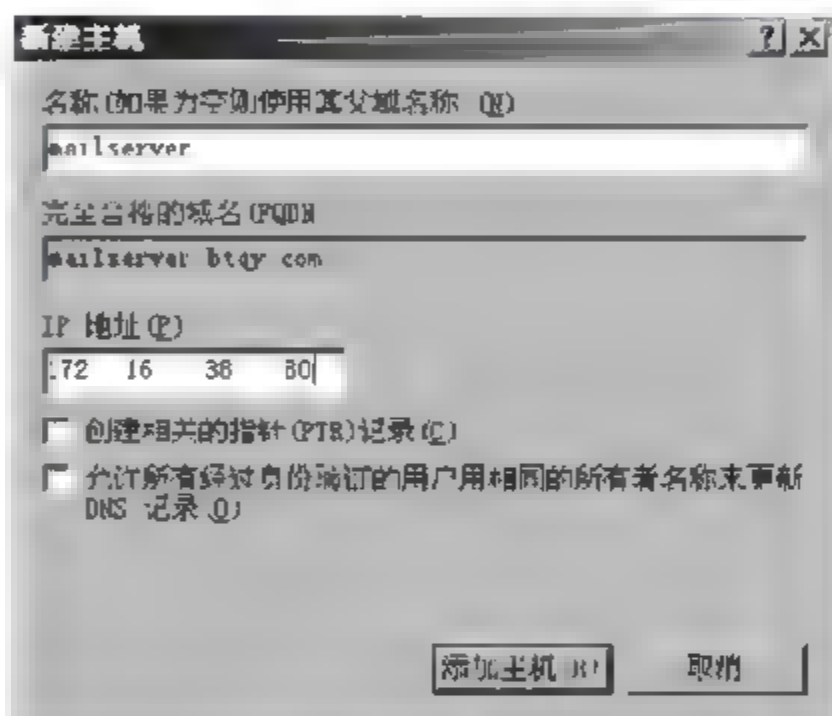 新建主机
名称(如果为空则使用其父域名称 (N)
mailserver
完全合格的域名(FQDN
mailserver btqy com
IP 地址(P)
172 16 38
创建相关的指针(PTR)记录(C)
允许所有经过身份验证的用户用相同的所有者名称来更新
DNS 记录(O)
添加主机(H)
取消